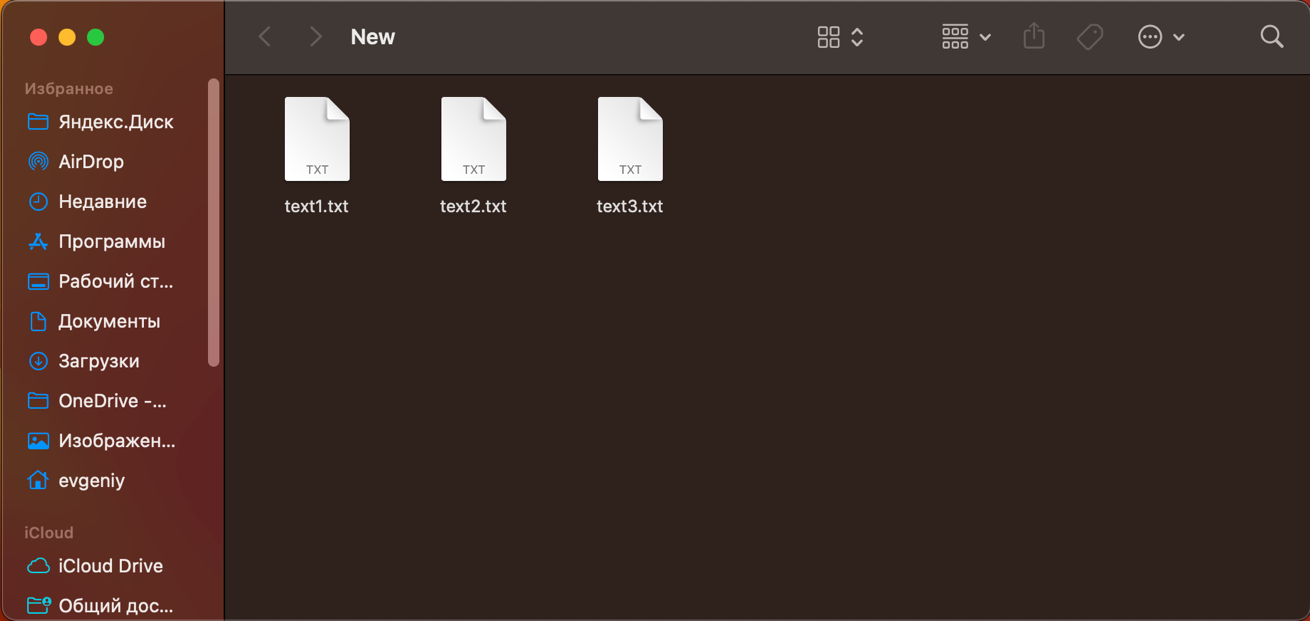 New
Избранное
Яндекс.Диск
AirDrop
Недавние
Программы
Рабочий ст...
Документы
Загрузки
OneDrive -...
Изображен...
evgeniy
iCloud
iCloud Drive
Общий дос...
TXT TXT TXT
text1.txt text2.txt text3.txt